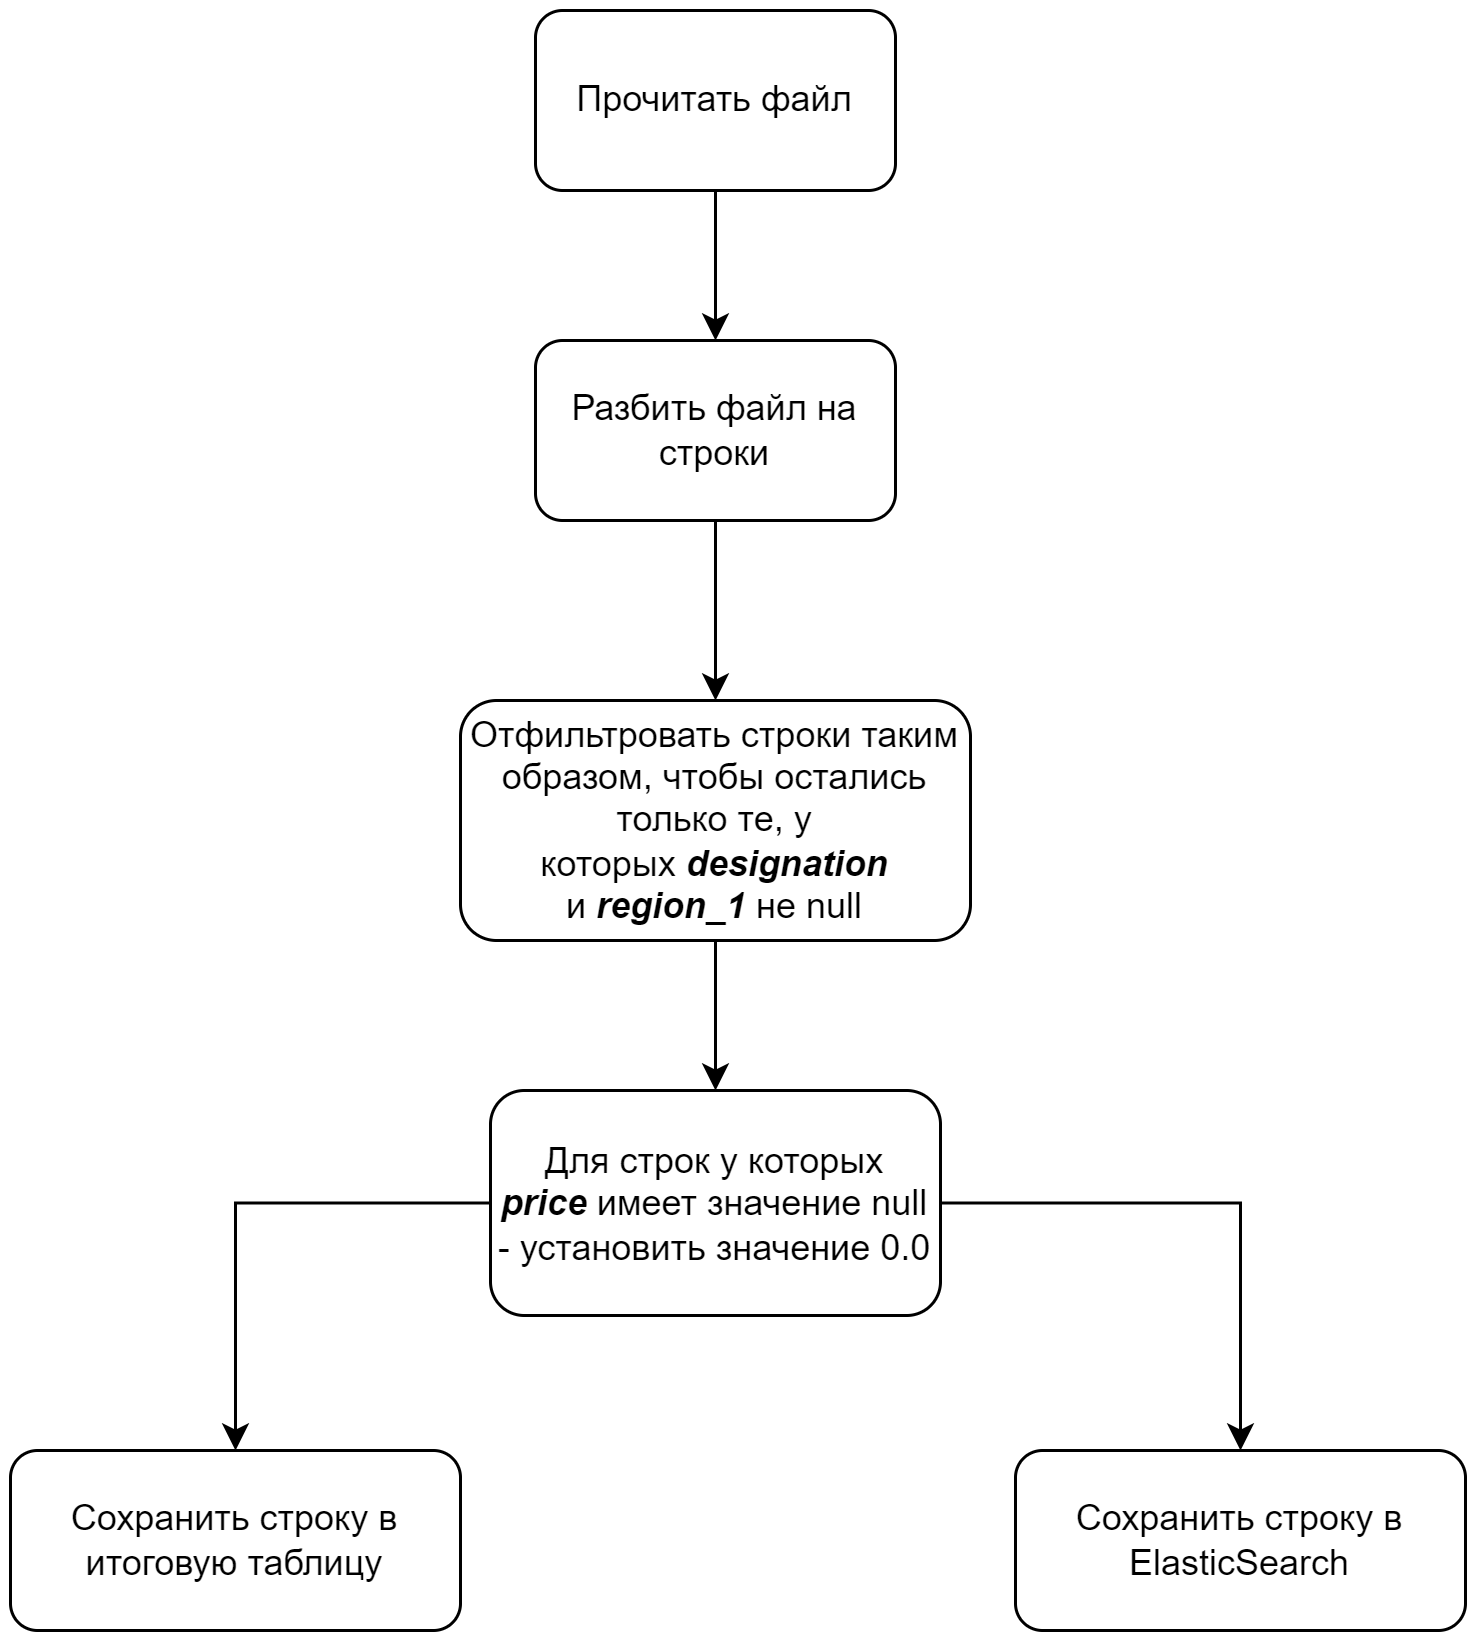 Прочитать файл
Разбить файл на
строки
Отфильтровать строки таким
образом, чтобы остались
только те, у
которых designation
и region_1 не null
Для строк у которых
price имеет значение null
- установить значение 0.0
Сохранить строку в
итоговую таблицу
Сохранить строку в
ElasticSearch